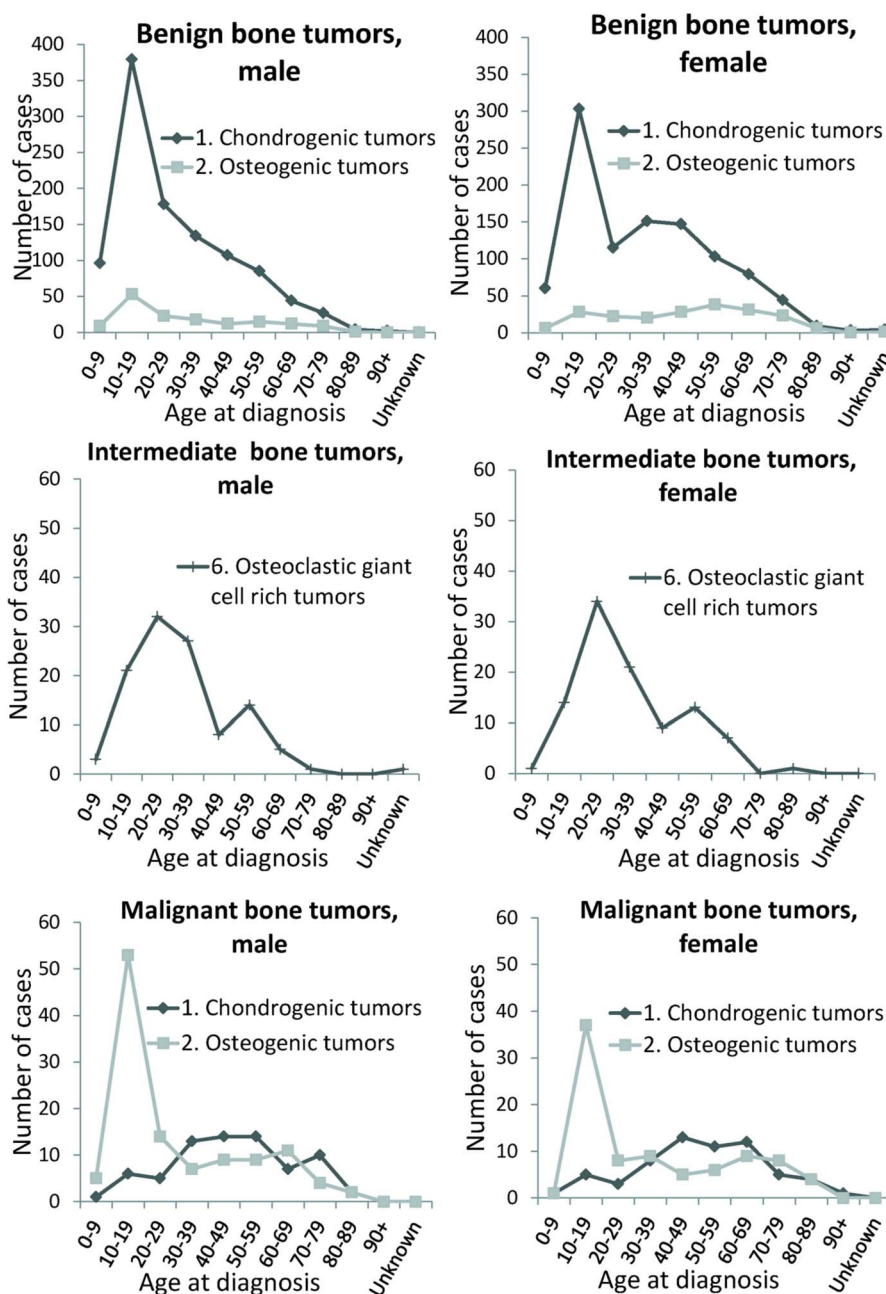 Benign bone tumors,
male
Number of cases
400
350
300
250
200
150
100
50
0
1. Chondrogenic tumors
2. Osteogenic tumors
0-9
10-19
20-29
30-39
40-49
50-59
60-69
70-79
80-89
90+
Unknown
Age at diagnosis
Benign bone tumors,
female
Number of cases
400
350
300
250
200
150
100
50
0
1. Chondrogenic tumors
2. Osteogenic tumors
0-9
10-19
20-29
30-39
40-49
50-59
60-69
70-79
80-89
90+
Unknown
Age at diagnosis
Intermediate bone tumors,
male
Number of cases
60
50
40
30
20
10
0
6. Osteoclastic giant
cell rich tumors
0-9
10-19
20-29
30-39
40-49
50-59
60-69
70-79
80-89
90+
Unknown
Age at diagnosis
Intermediate bone tumors,
female
Number of cases
60
50
40
30
20
10
0
6. Osteoclastic giant
cell rich tumors
0-9
10-19
20-29
30-39
40-49
50-59
60-69
70-79
80-89
90+
Unknown
Age at diagnosis
Malignant bone tumors,
male
Number of cases
60
50
40
30
20
10
0
1. Chondrogenic tumors
2. Osteogenic tumors
0-9
10-19
20-29
30-39
40-49
50-59
60-69
70-79
80-89
90+
Unknown
Age at diagnosis
Malignant bone tumors,
female
Number of cases
60
50
40
30
20
10
0
1. Chondrogenic tumors
2. Osteogenic tumors
0-9
10-19
20-29
30-39
40-49
50-59
60-69
70-79
80-89
90+
Unknown
Age at diagnosis